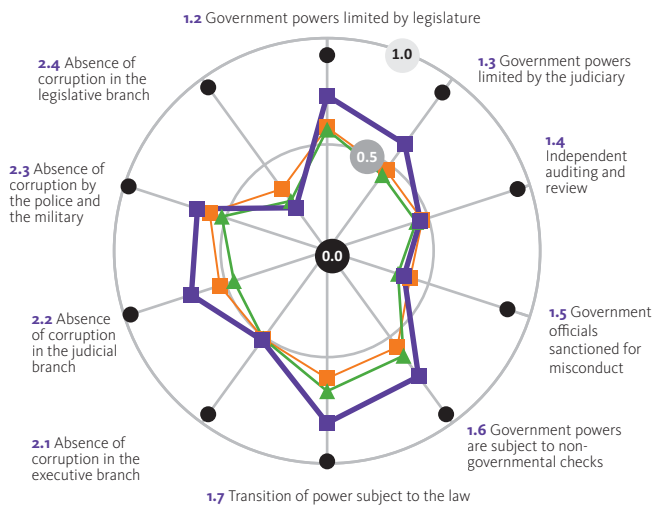 1.2 Government powers limited by legislature
1.0
1.3 Government powers
limited by the judiciary
2.4 Absence of
corruption in the
legislative branch
1.4
Independent
auditing and
review
0.5
2.3 Absence of
corruption by
the police and
the military
0.0
1.5 Government
officials
sanctioned for
misconduct
2.2 Absence
of corruption
in the judicial
branch
1.6 Government powers
are subject to non-
governmental checks
2.1 Absence of
corruption in the
executive branch
1.7 Transition of power subject to the law